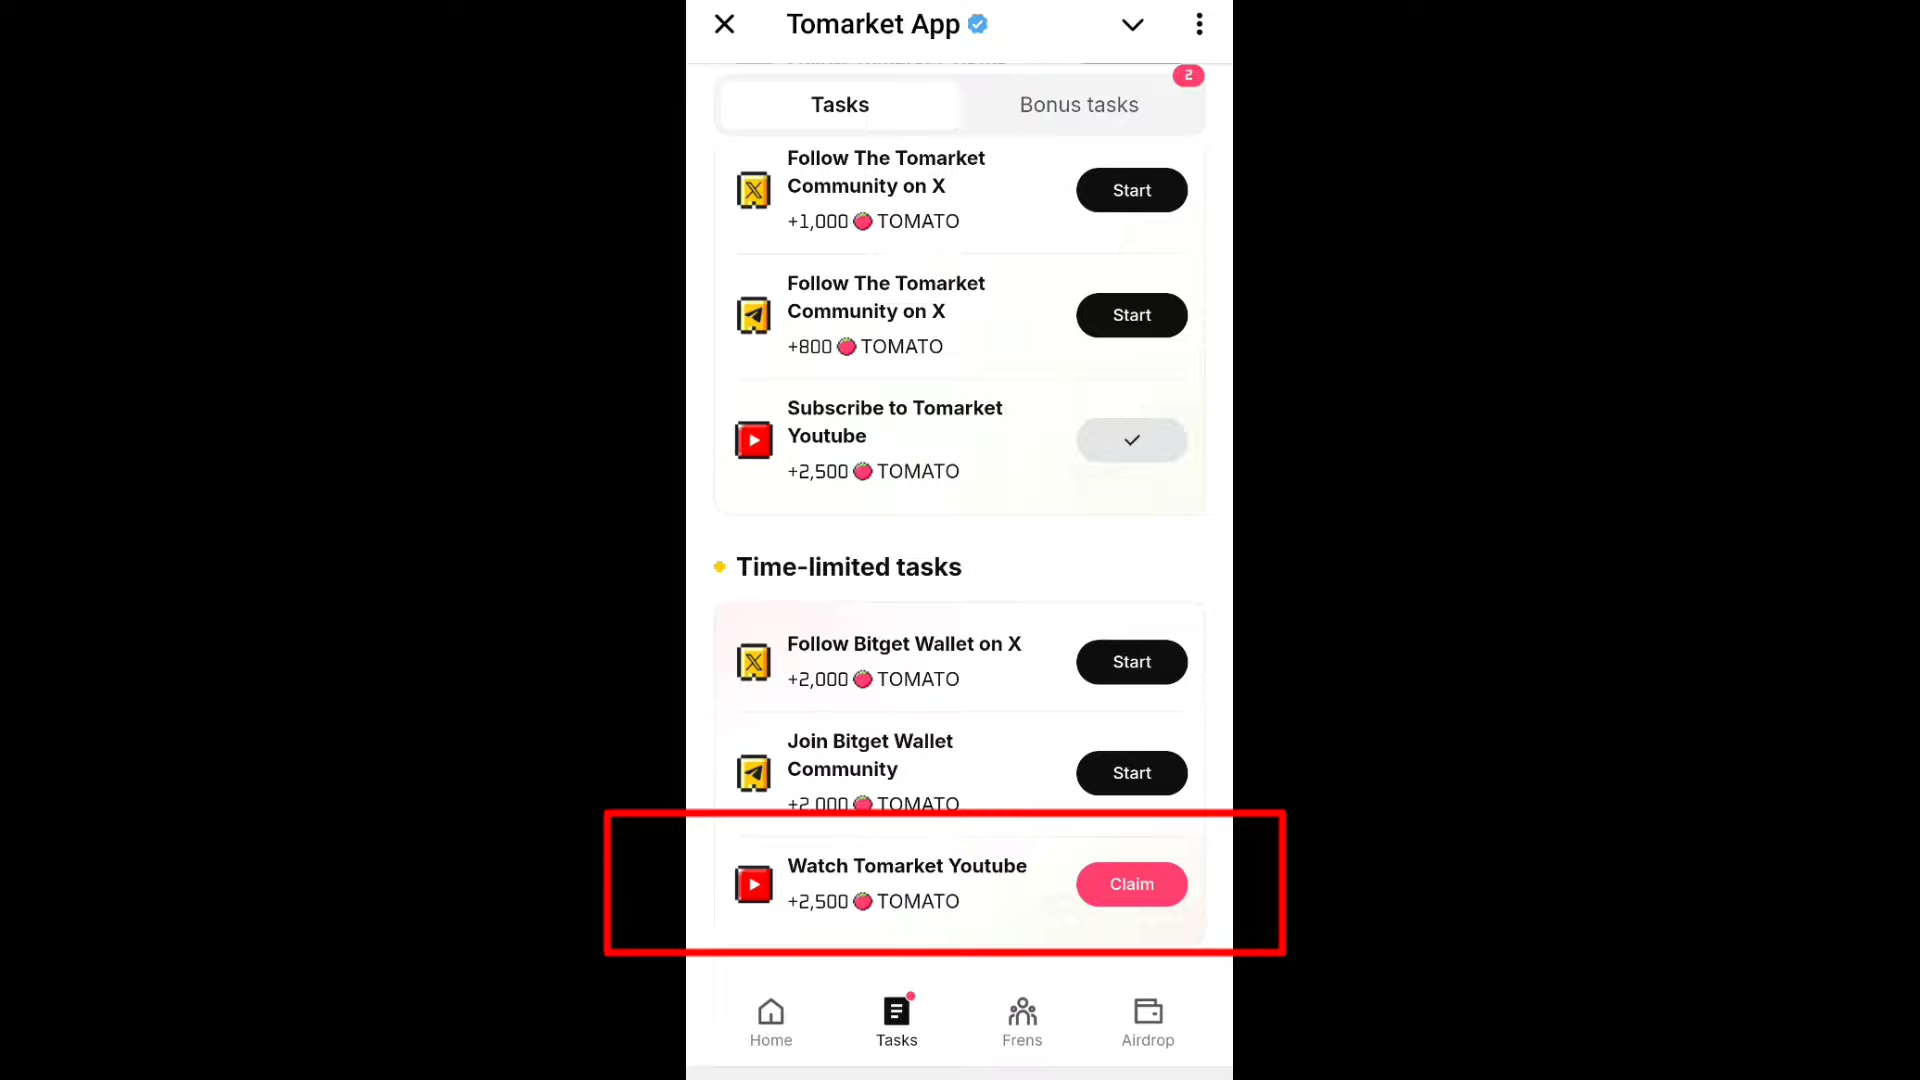 Tomarket App
2
Tasks
Bonus tasks
Follow The Tomarket
Community on X
Start
+1,000 TOMATO
Follow The Tomarket
Community on X
Start
+800 TOMATO
Subscribe to Tomarket
Youtube
+2,500 TOMATO
Time-limited tasks
Follow Bitget Wallet on X
Start
+2,000 TOMATO
Join Bitget Wallet
Community
Start
+2,000 TOMATO
Watch Tomarket Youtube
Claim
+2,500 TOMATO
Home
Tasks
Frens
Airdrop